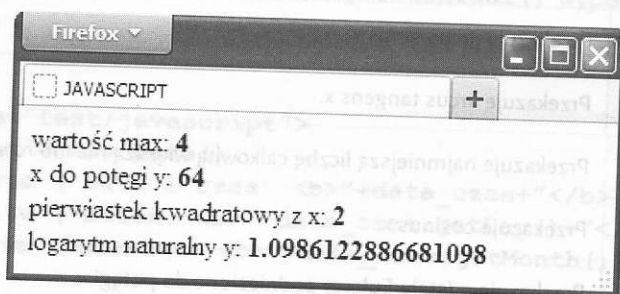 Firefox
JAVASCRIPT
+
wartość max: 4
x do potęgi y: 64
pierwiastek kwadratowy z x: 2
logarytm naturalny y: 1.0986122886681098